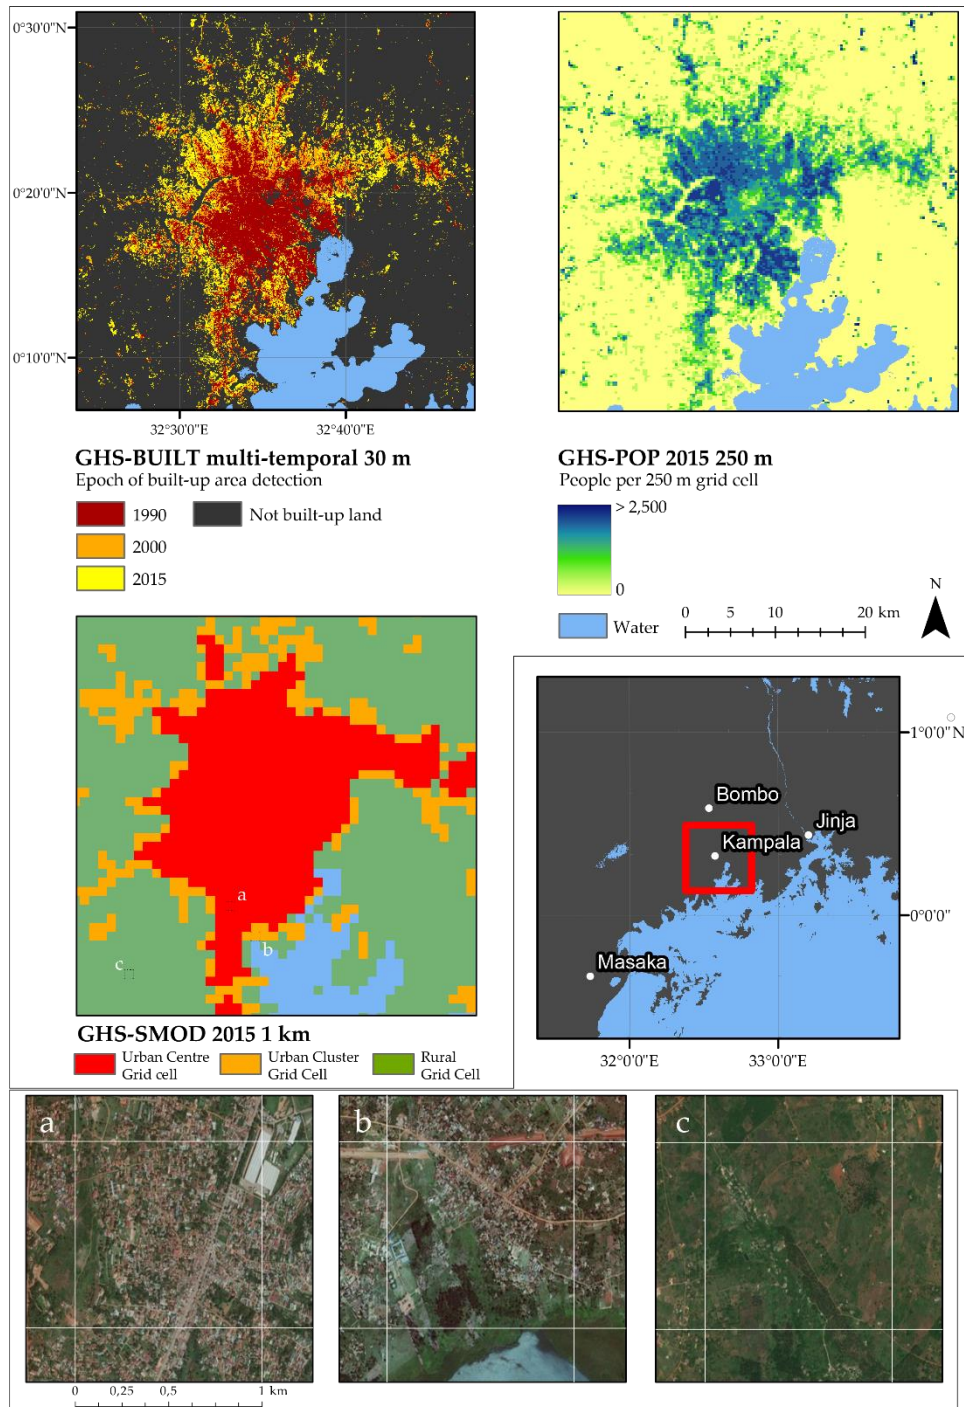 0°30'0"N
0°20'0"N
0°10'0"N
32°30'0"E
32°40'0"E
GHS-BUILT multi-temporal 30 m
Epoch of built-up area detection
1990
Not built-up land
2000
2015
GHS-POP 2015 250 m
People per 250 m grid cell
> 2,500
0
Water
0 5 10 20 km
N
a
b
c
GHS-SMOD 2015 1 km
Urban Centre
Grid cell
Urban Cluster
Grid Cell
Rural
Grid Cell
1°0'0"N
Bombo
Jinja
Kampala
0°0'0"
Masaka
32°0'0"E
33°0'0"E
a
b
c
0 0,25 0,5 1 km